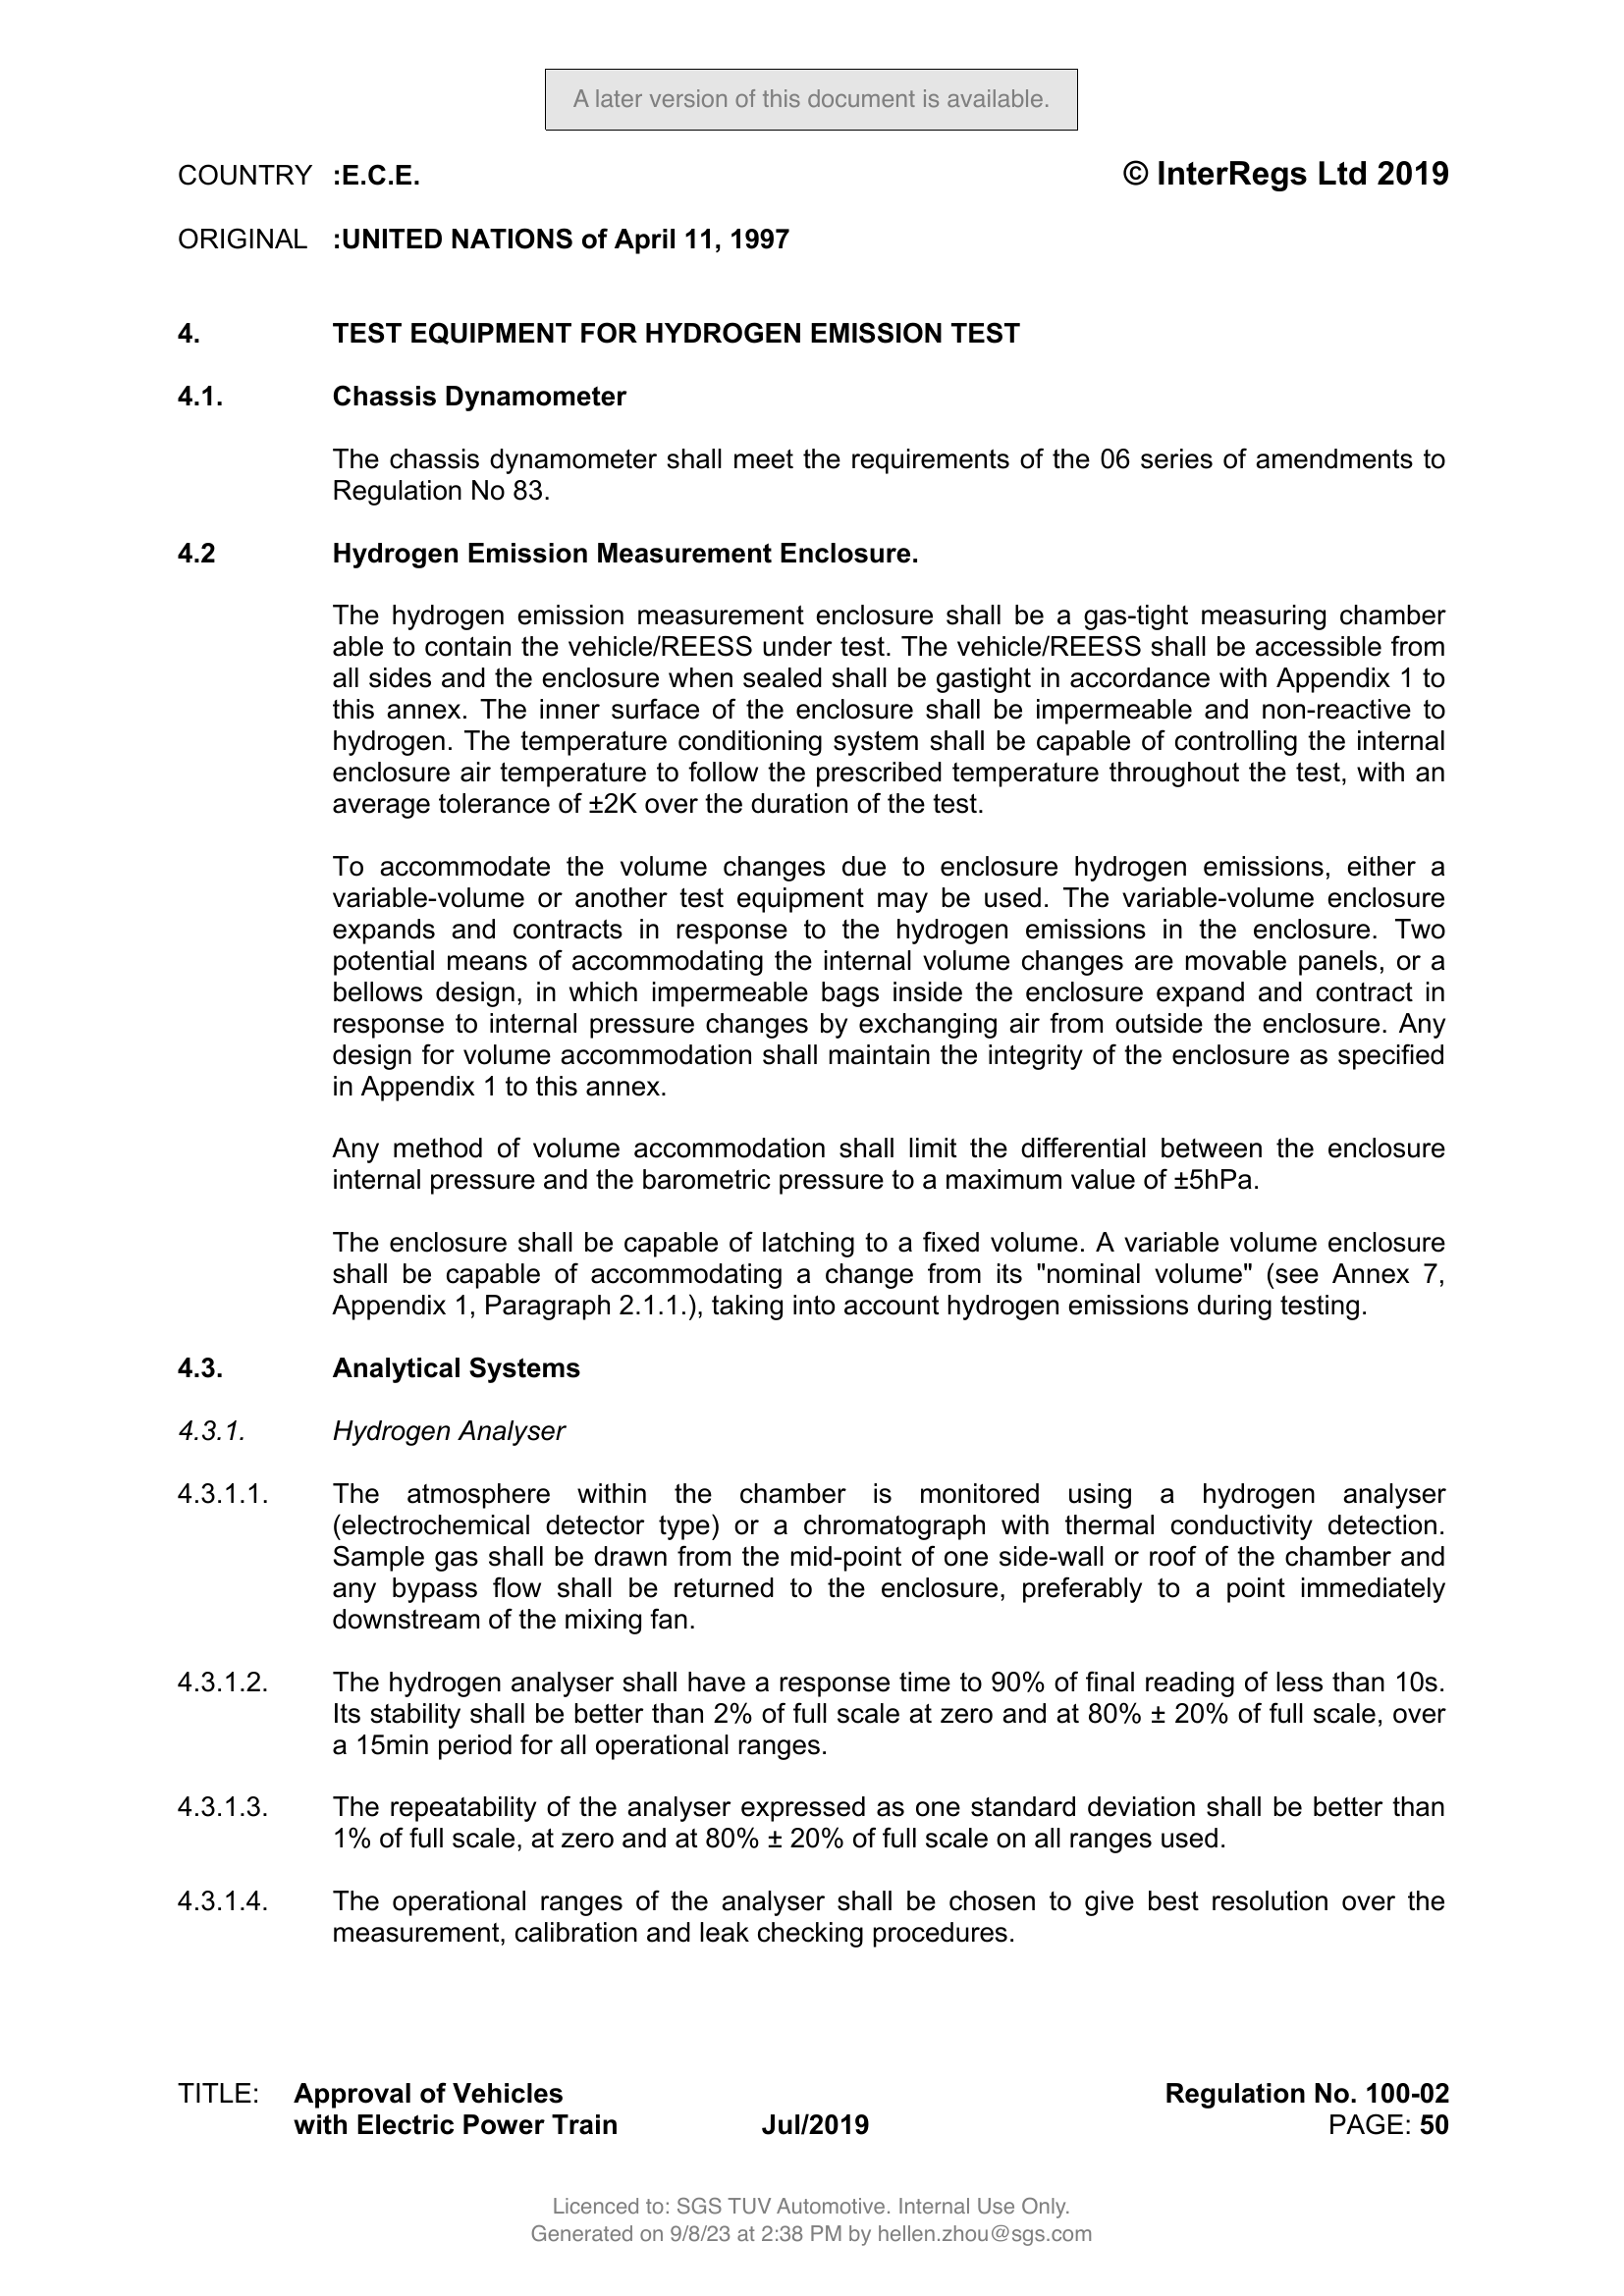 A later version of this document is available.
COUNTRY :E.C.E. © InterRegs Ltd 2019
ORIGINAL :UNITED NATIONS of April 11, 1997
4. TEST EQUIPMENT FOR HYDROGEN EMISSION TEST
4.1. Chassis Dynamometer
The chassis dynamometer shall meet the requirements of the 06 series of amendments to
Regulation No 83.
4.2 Hydrogen Emission Measurement Enclosure.
The hydrogen emission measurement enclosure shall be a gas-tight measuring chamber
able to contain the vehicle/REESS under test. The vehicle/REESS shall be accessible from
all sides and the enclosure when sealed shall be gastight in accordance with Appendix 1 to
this annex. The inner surface of the enclosure shall be impermeable and non-reactive to
hydrogen. The temperature conditioning system shall be capable of controlling the internal
enclosure air temperature to follow the prescribed temperature throughout the test, with an
average tolerance of ±2K over the duration of the test.
To accommodate the volume changes due to enclosure hydrogen emissions, either a
variable-volume or another test equipment may be used. The variable-volume enclosure
expands and contracts in response to the hydrogen emissions in the enclosure. Two
potential means of accommodating the internal volume changes are movable panels, or a
bellows design, in which impermeable bags inside the enclosure expand and contract in
response to internal pressure changes by exchanging air from outside the enclosure. Any
design for volume accommodation shall maintain the integrity of the enclosure as specified
in Appendix 1 to this annex.
Any method of volume accommodation shall limit the differential between the enclosure
internal pressure and the barometric pressure to a maximum value of ±5hPa.
The enclosure shall be capable of latching to a fixed volume. A variable volume enclosure
shall be capable of accommodating a change from its "nominal volume" (see Annex 7,
Appendix 1, Paragraph 2.1.1.), taking into account hydrogen emissions during testing.
4.3. Analytical Systems
4.3.1. Hydrogen Analyser
4.3.1.1. The atmosphere within the chamber is monitored using a hydrogen analyser
(electrochemical detector type) or a chromatograph with thermal conductivity detection.
Sample gas shall be drawn from the mid-point of one side-wall or roof of the chamber and
any bypass flow shall be returned to the enclosure, preferably to a point immediately
downstream of the mixing fan.
4.3.1.2. The hydrogen analyser shall have a response time to 90% of final reading of less than 10s.
Its stability shall be better than 2% of full scale at zero and at 80% ± 20% of full scale, over
a 15min period for all operational ranges.
4.3.1.3. The repeatability of the analyser expressed as one standard deviation shall be better than
1% of full scale, at zero and at 80% ± 20% of full scale on all ranges used.
4.3.1.4. The operational ranges of the analyser shall be chosen to give best resolution over the
measurement, calibration and leak checking procedures.
TITLE: Approval of Vehicles Regulation No. 100-02
with Electric Power Train Jul/2019 PAGE: 50
Licenced to: SGS TUV Automotive. Internal Use Only.
Generated on 9/8/23 at 2:38 PM by hellen.zhou@sgs.com